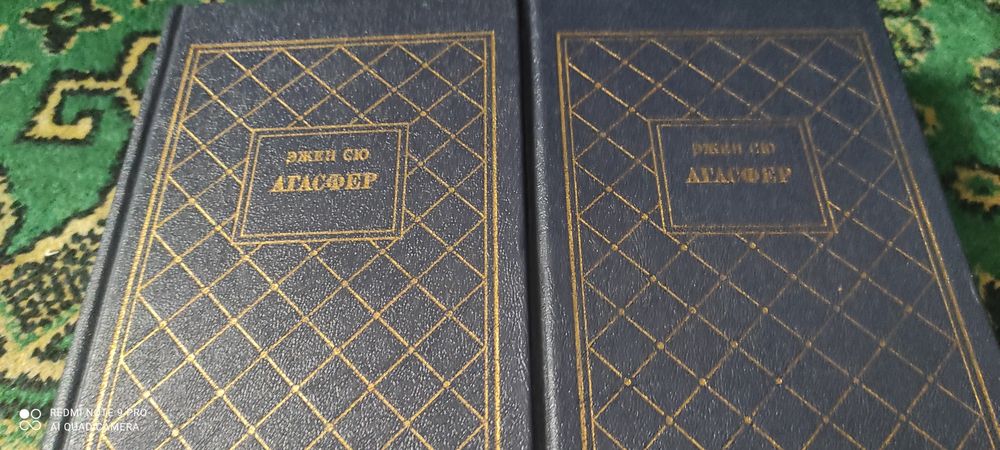 ЭЖЕН СЮ
АГАСФЕР
ЭЖЕН СЮ
АГАСФЕР
REDMI NOTE 9 PRO
AI QUAD CAMERA